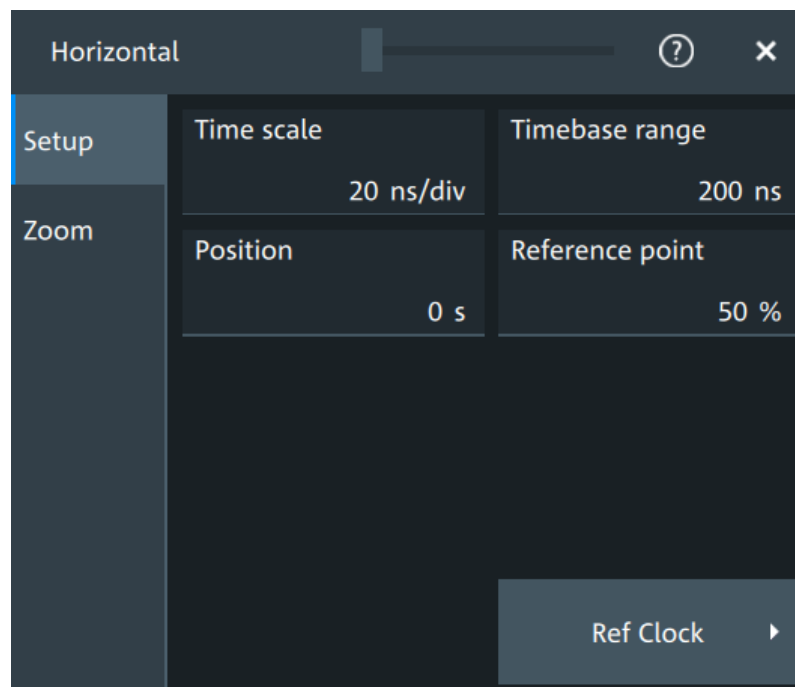 Horizontal
?
×
Setup
Time scale
20 ns/div
Timebase range
200 ns
Zoom
Position
0 s
Reference point
50 %
Ref Clock